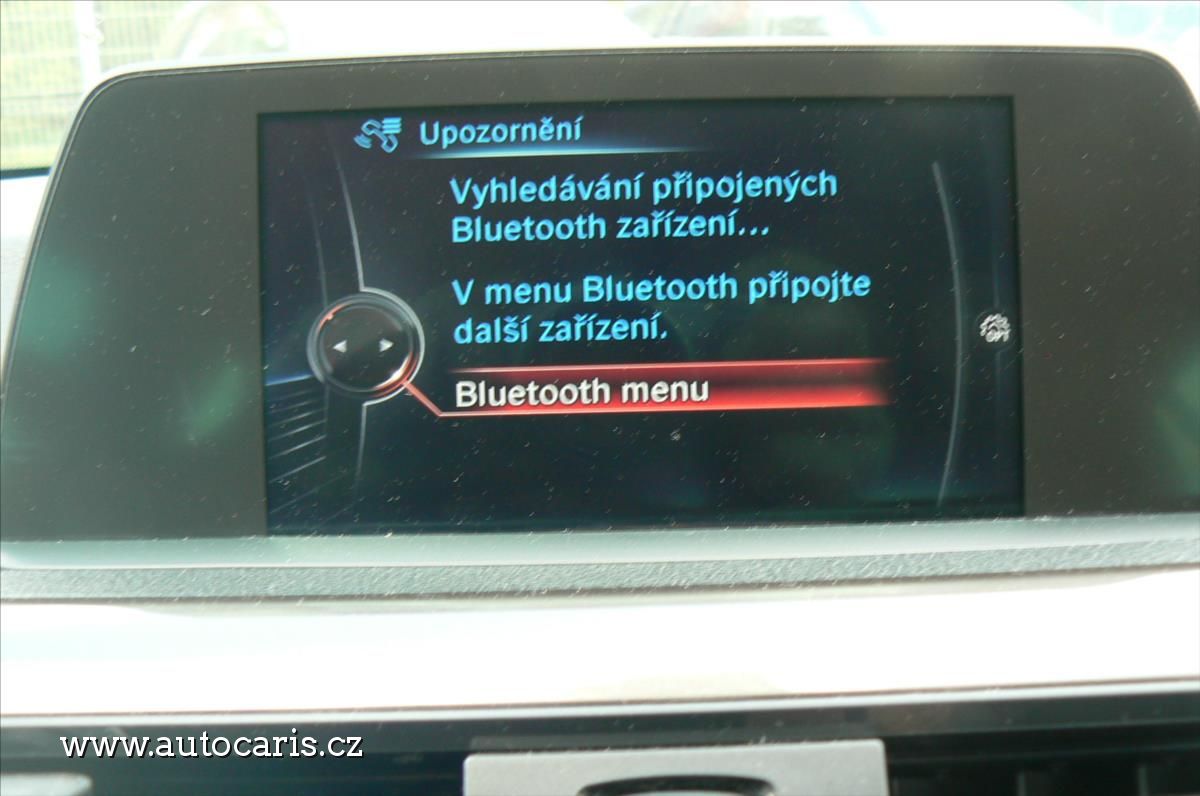 Upozornění
Vyhledávání připojených
Bluetooth zařízení...
V menu Bluetooth připojte
další zařízení.
Bluetooth menu
www.autocaris.cz